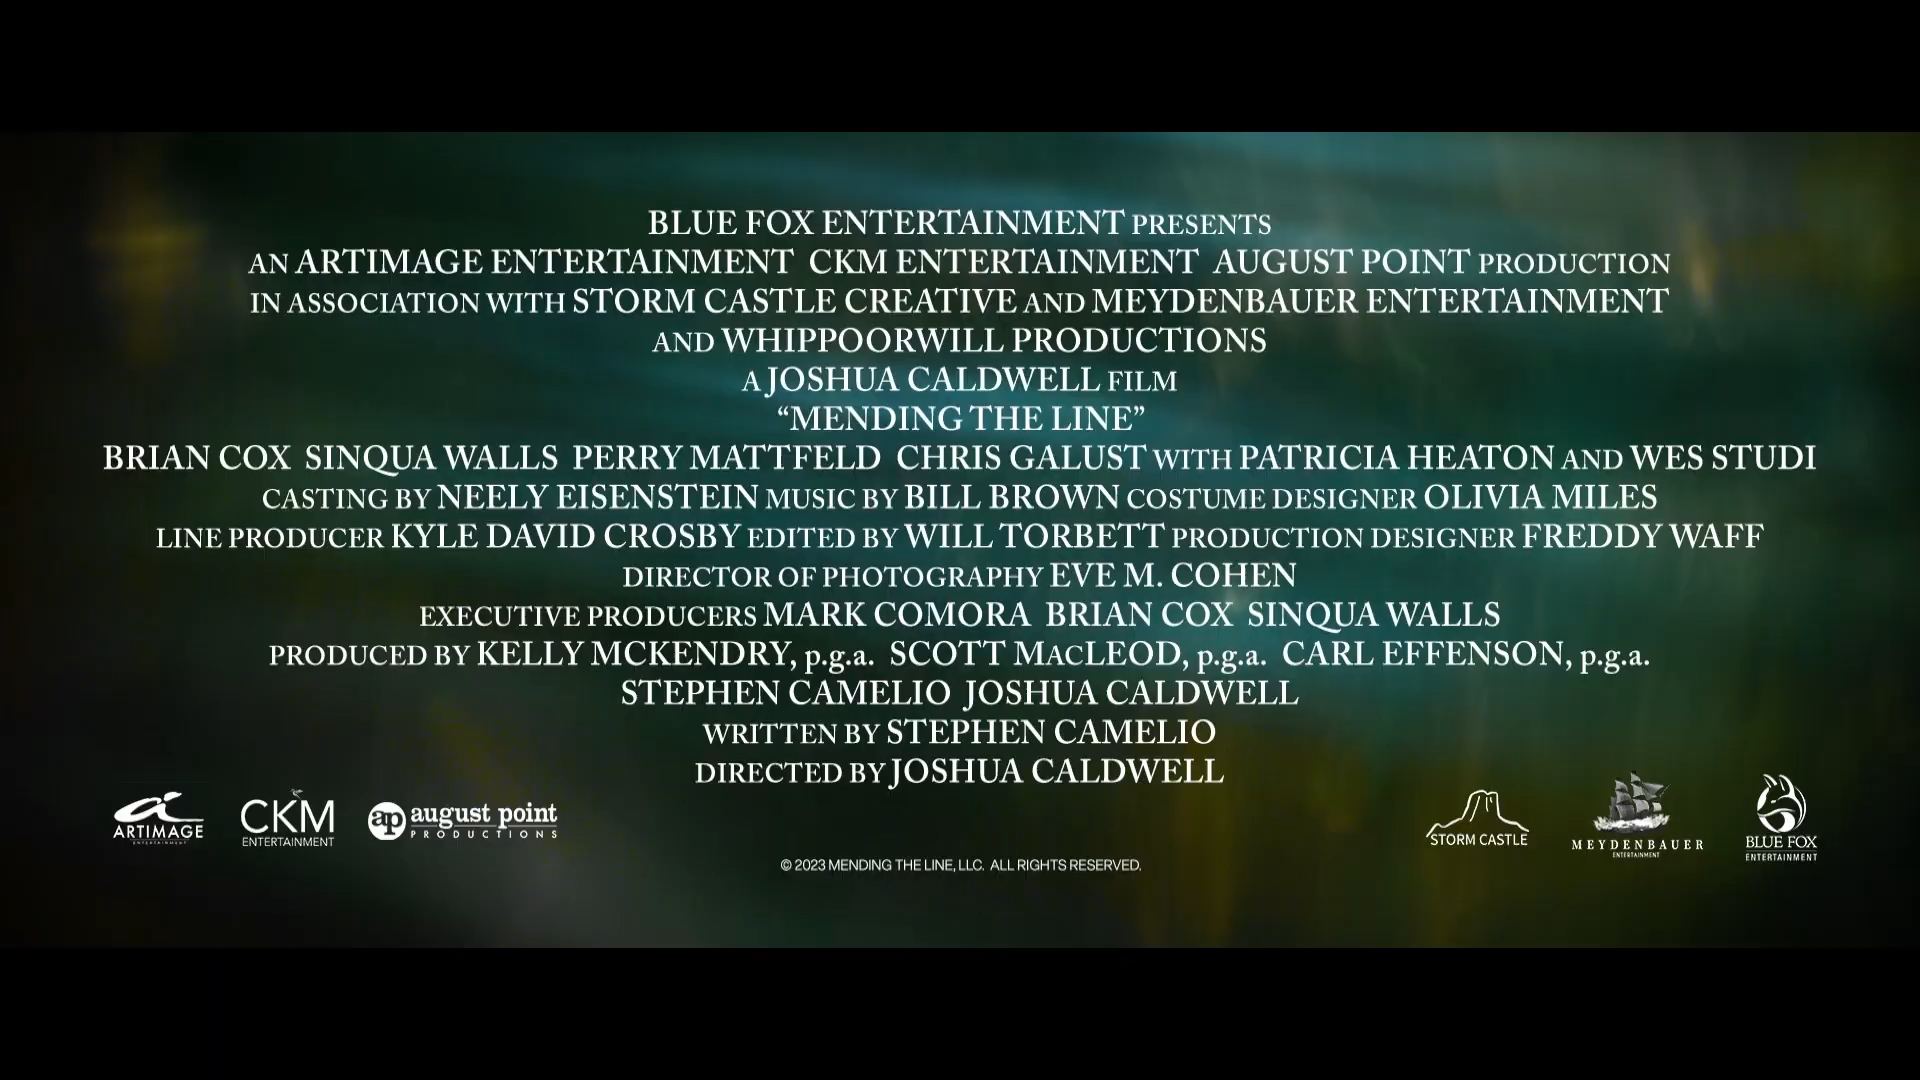 BLUE FOX ENTERTAINMENT PRESENTS
AN ARTIMAGE ENTERTAINMENT CKM ENTERTAINMENT AUGUST POINT PRODUCTION
IN ASSOCIATION WITH STORM CASTLE CREATIVE AND MEYDENBAUER ENTERTAINMENT
AND WHIPPOORWILL PRODUCTIONS
A JOSHUA CALDWELL FILM
“MENDING THE LINE”
BRIAN COX SINQUA WALLS PERRY MATTFELD CHRIS GALUST WITH PATRICIA HEATON AND WES STUDI
CASTING BY NEELY EISENSTEIN MUSIC BY BILL BROWN COSTUME DESIGNER OLIVIA MILES
LINE PRODUCER KYLE DAVID CROSBY EDITED BY WILL TORBETT PRODUCTION DESIGNER FREDDY WAFF
DIRECTOR OF PHOTOGRAPHY EVE M. COHEN
EXECUTIVE PRODUCERS MARK COMORA BRIAN COX SINQUA WALLS
PRODUCED BY KELLY MCKENDRY, p.g.a. SCOTT MACLEOD, p.g.a. CARL EFFENSON, p.g.a.
STEPHEN CAMELIO JOSHUA CALDWELL
WRITTEN BY STEPHEN CAMELIO
DIRECTED BY JOSHUA CALDWELL
ARTIMAGE
ENTERTAINMENT
CKM
ENTERTAINMENT
ap august point
PRODUCTIONS
STORM CASTLE
MEYDENBAUER
ENTERTAINMENT
BLUE FOX
ENTERTAINMENT
© 2023 MENDING THE LINE, LLC. ALL RIGHTS RESERVED.